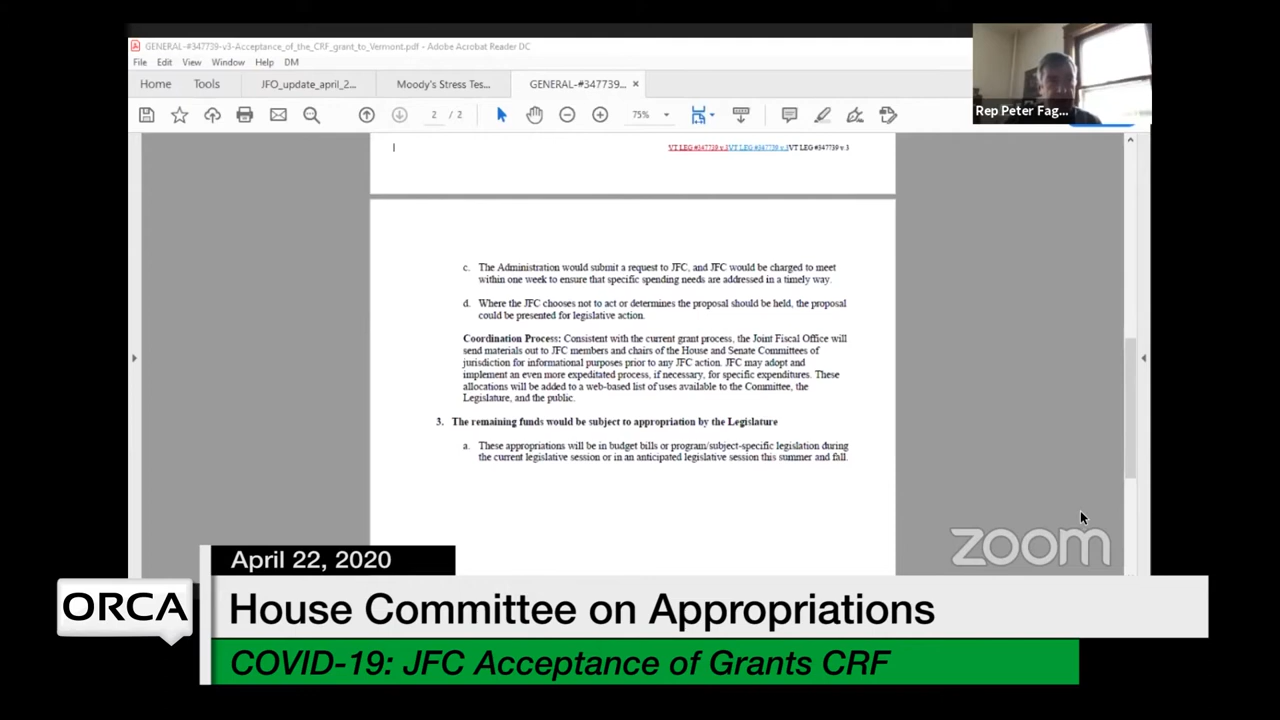 GENERAL-#347739-v3-Acceptance_of_the_CRF_grant_to_Vermont.pdf - Adobe Acrobat Reader DC
File Edit View Window Help DM
Home Tools JFO_update_april_2... Moody's Stress Tes... GENERAL-#347739... ×
2 / 2 75%
Rep Peter Fag...
VT LEG #347739 v.3VT LEG #347739 v.3VT LEG #347739 v 3
c. The Administration would submit a request to JFC, and JFC would be charged to meet
within one week to ensure that specific spending needs are addressed in a timely way.
d. Where the JFC chooses not to act or determines the proposal should be held, the proposal
could be presented for legislative action.
Coordination Process: Consistent with the current grant process, the Joint Fiscal Office will
send materials out to JFC members and chairs of the House and Senate Committees of
jurisdiction for informational purposes prior to any JFC action. JFC may adopt and
implement an even more expeditated process, if necessary, for specific expenditures. These
allocations will be added to a web-based list of uses available to the Committee, the
Legislature, and the public.
3. The remaining funds would be subject to appropriation by the Legislature
a. These appropriations will be in budget bills or program/subject-specific legislation during
the current legislative session or in an anticipated legislative session this summer and fall.
zoom
April 22, 2020
ORCA
House Committee on Appropriations
COVID-19: JFC Acceptance of Grants CRF